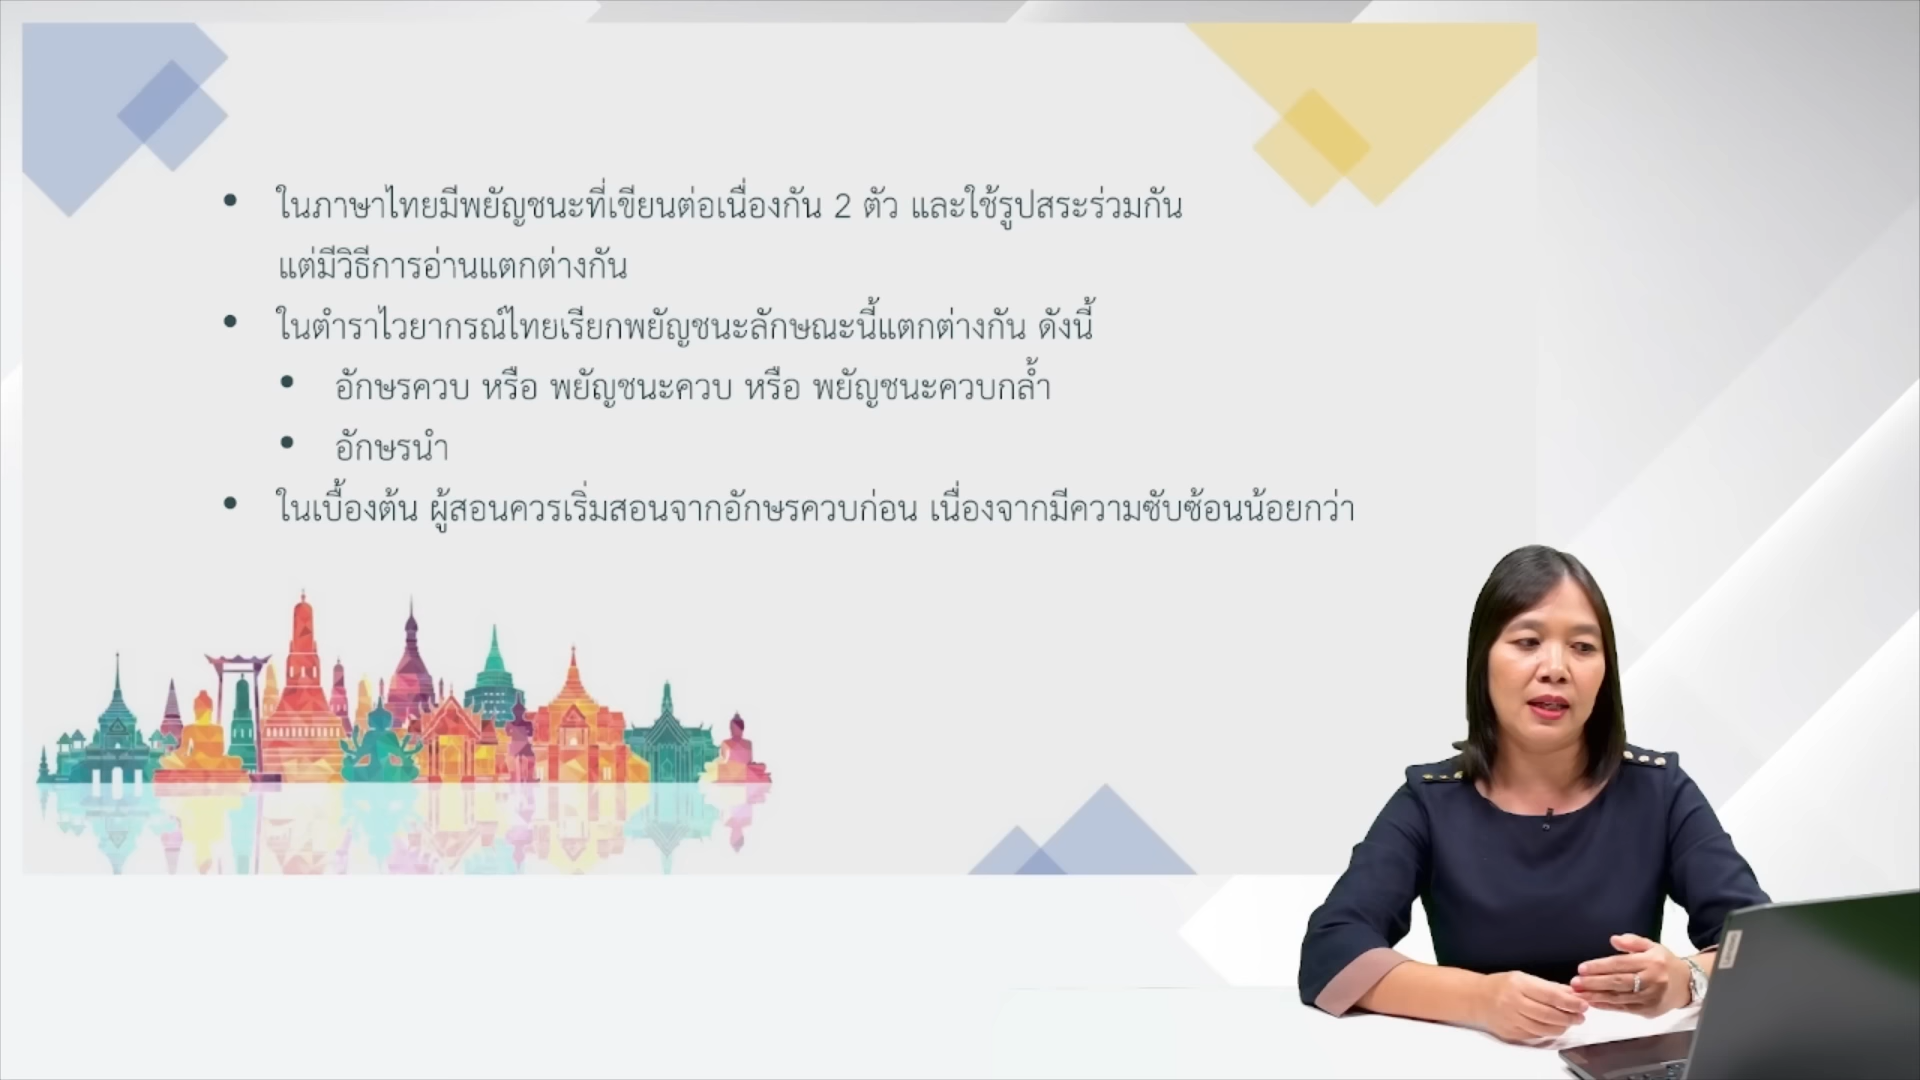 • ในภาษาไทยมีพยัญชนะที่เขียนต่อเนื่องกัน 2 ตัว และใช้รูปสระร่วมกัน
แต่มีวิธีการอ่านแตกต่างกัน
• ในตำราไวยากรณ์ไทยเรียกพยัญชนะลักษณะนี้แตกต่างกัน ดังนี้
• อักษรควบ หรือ พยัญชนะควบ หรือ พยัญชนะควบกล้ำ
• อักษรนำ
• ในเบื้องต้น ผู้สอนควรเริ่มสอนจากอักษรควบก่อน เนื่องจากมีความซับซ้อนน้อยกว่า